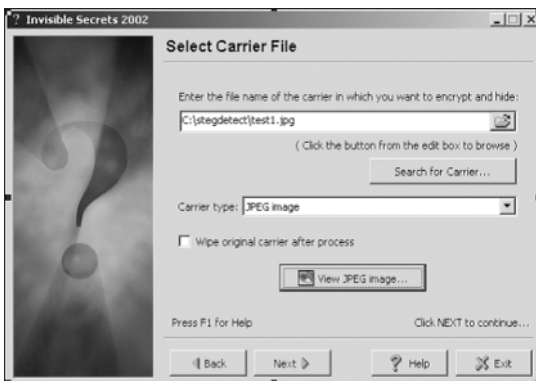 ? Invisible Secrets 2002
Select Carrier File
Enter the file name of the carrier in which you want to encrypt and hide:
C:\stegdetect\test1.jpg
( Click the button from the edit box to browse )
Search for Carrier...
Carrier type: JPEG image
Wipe original carrier after process
View JPEG image...
Press F1 for Help Click NEXT to continue...
Back Next ? Help Exit